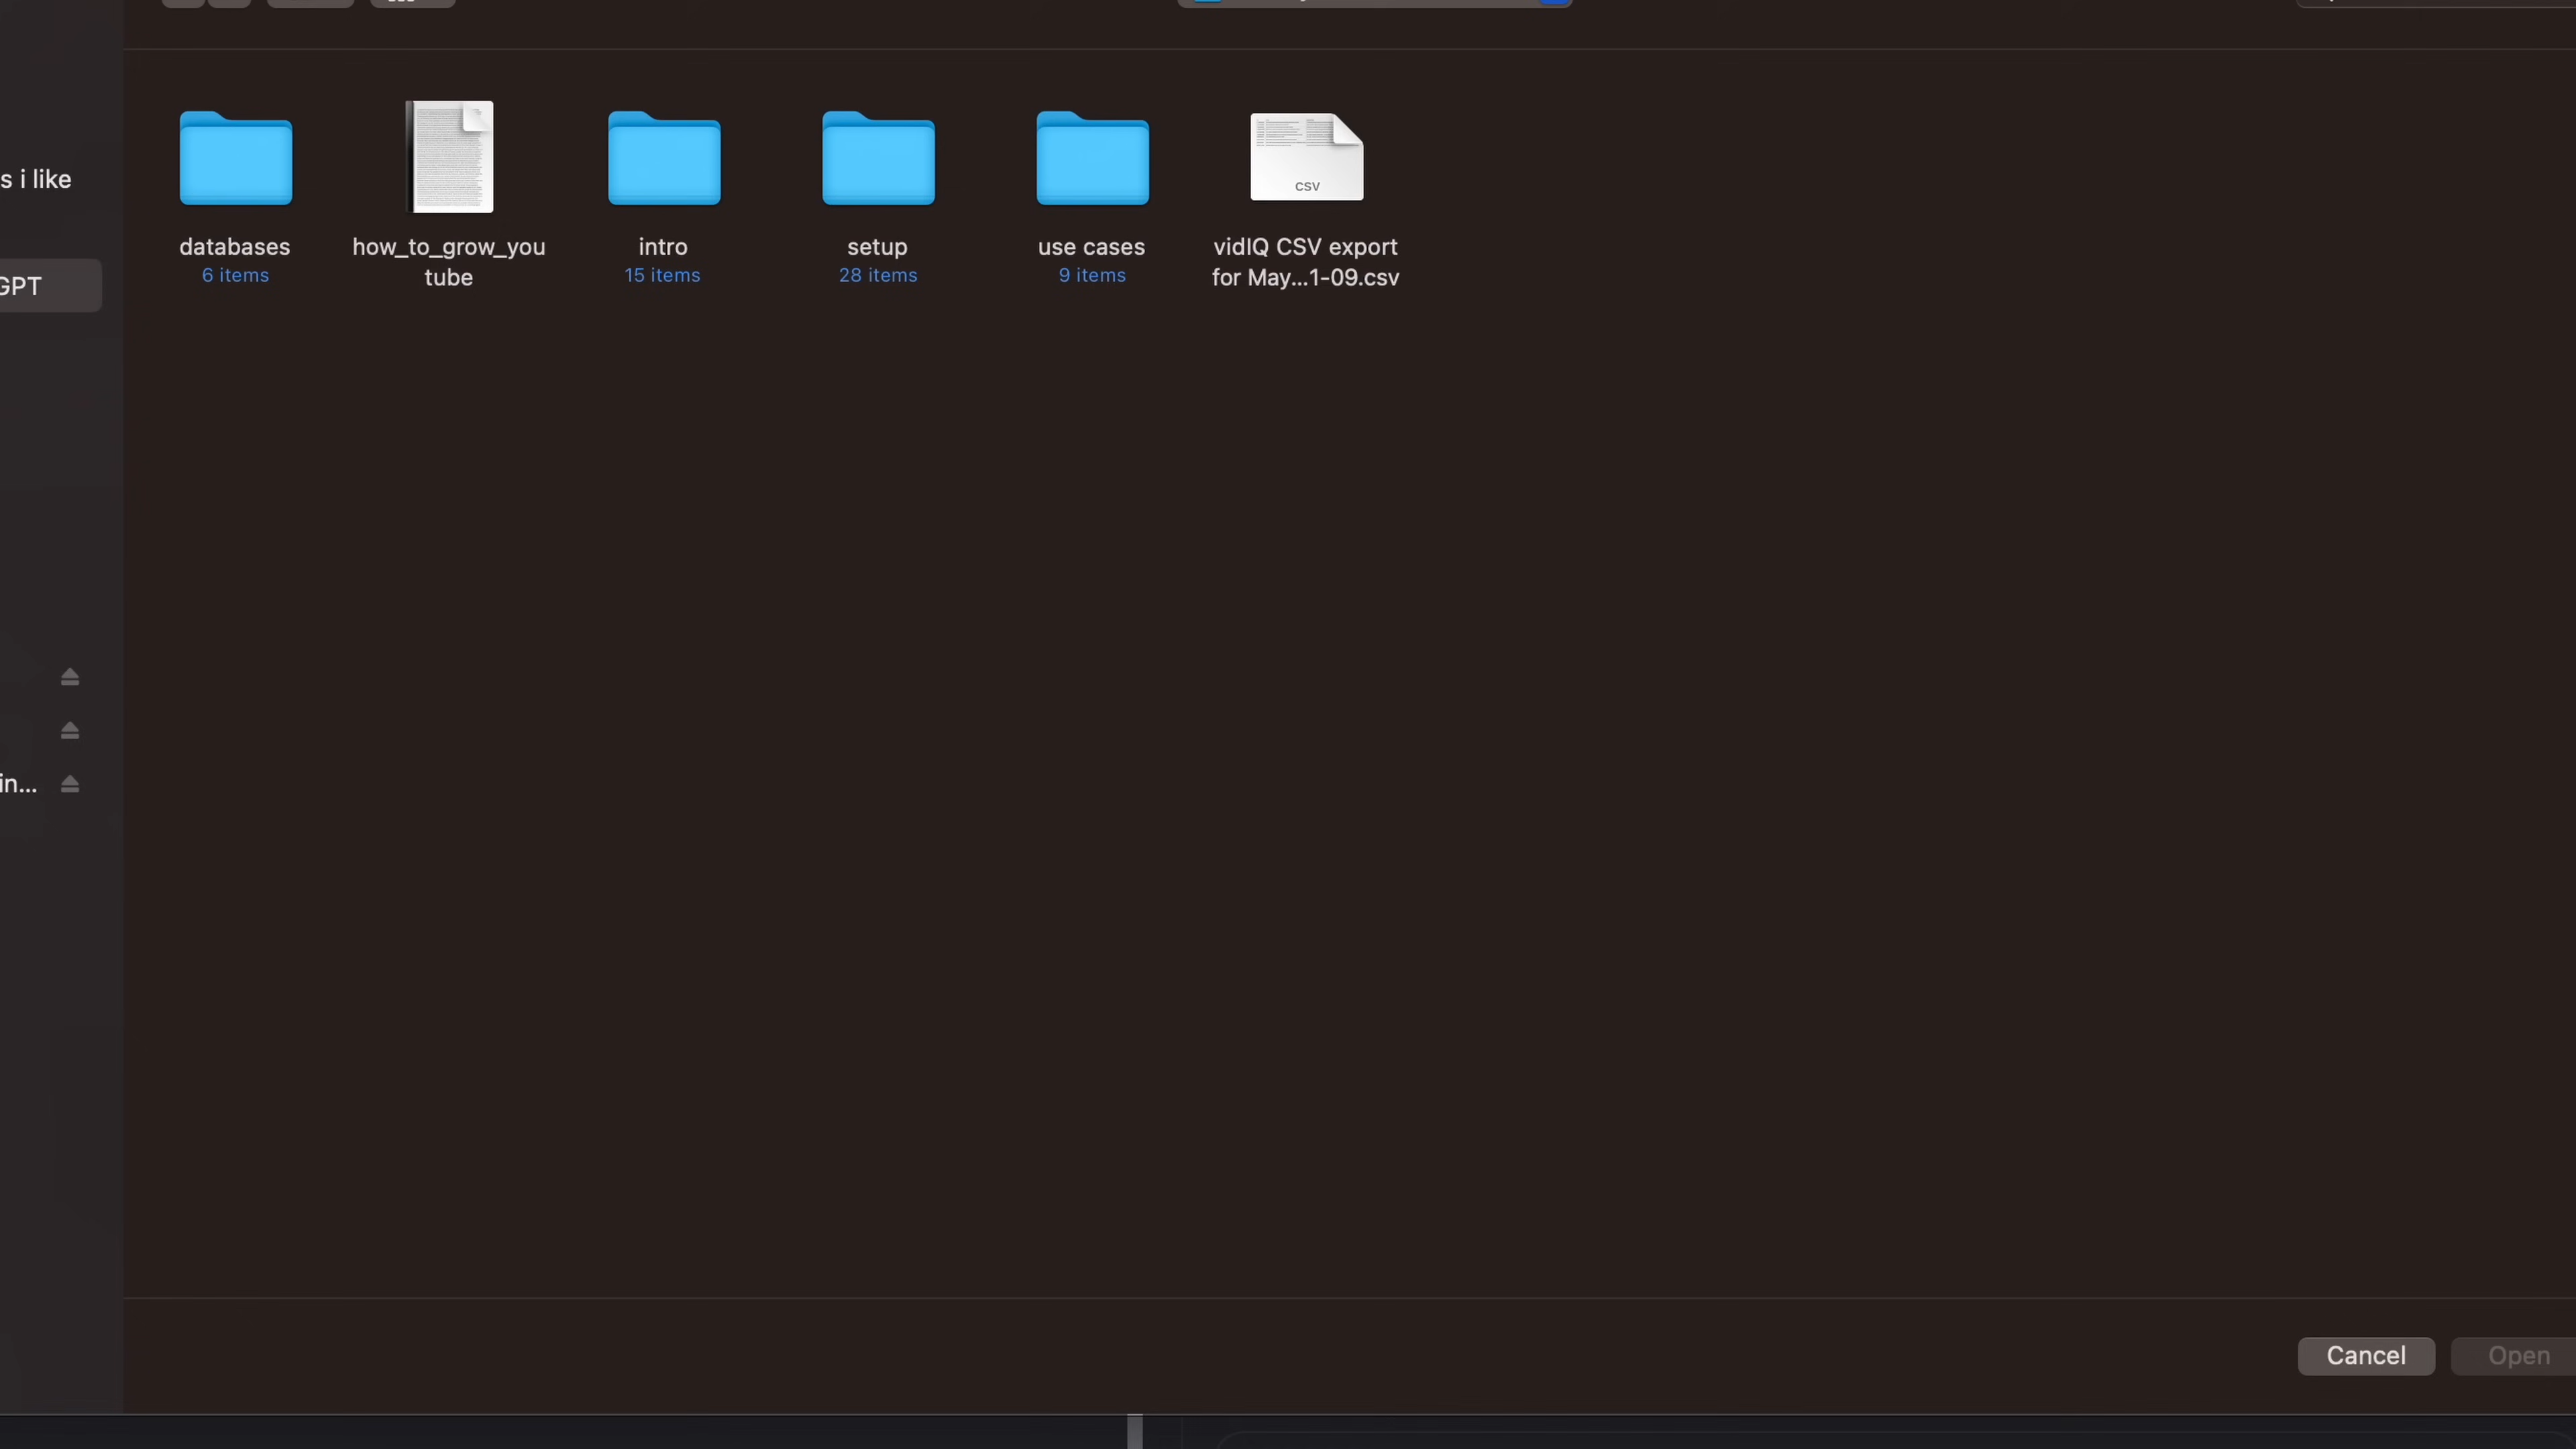 s i like
GPT
in...
databases
6 items
how_to_grow_you
tube
intro
15 items
setup
28 items
use cases
9 items
CSV
vidIQ CSV export
for May...1-09.csv
Cancel
Open